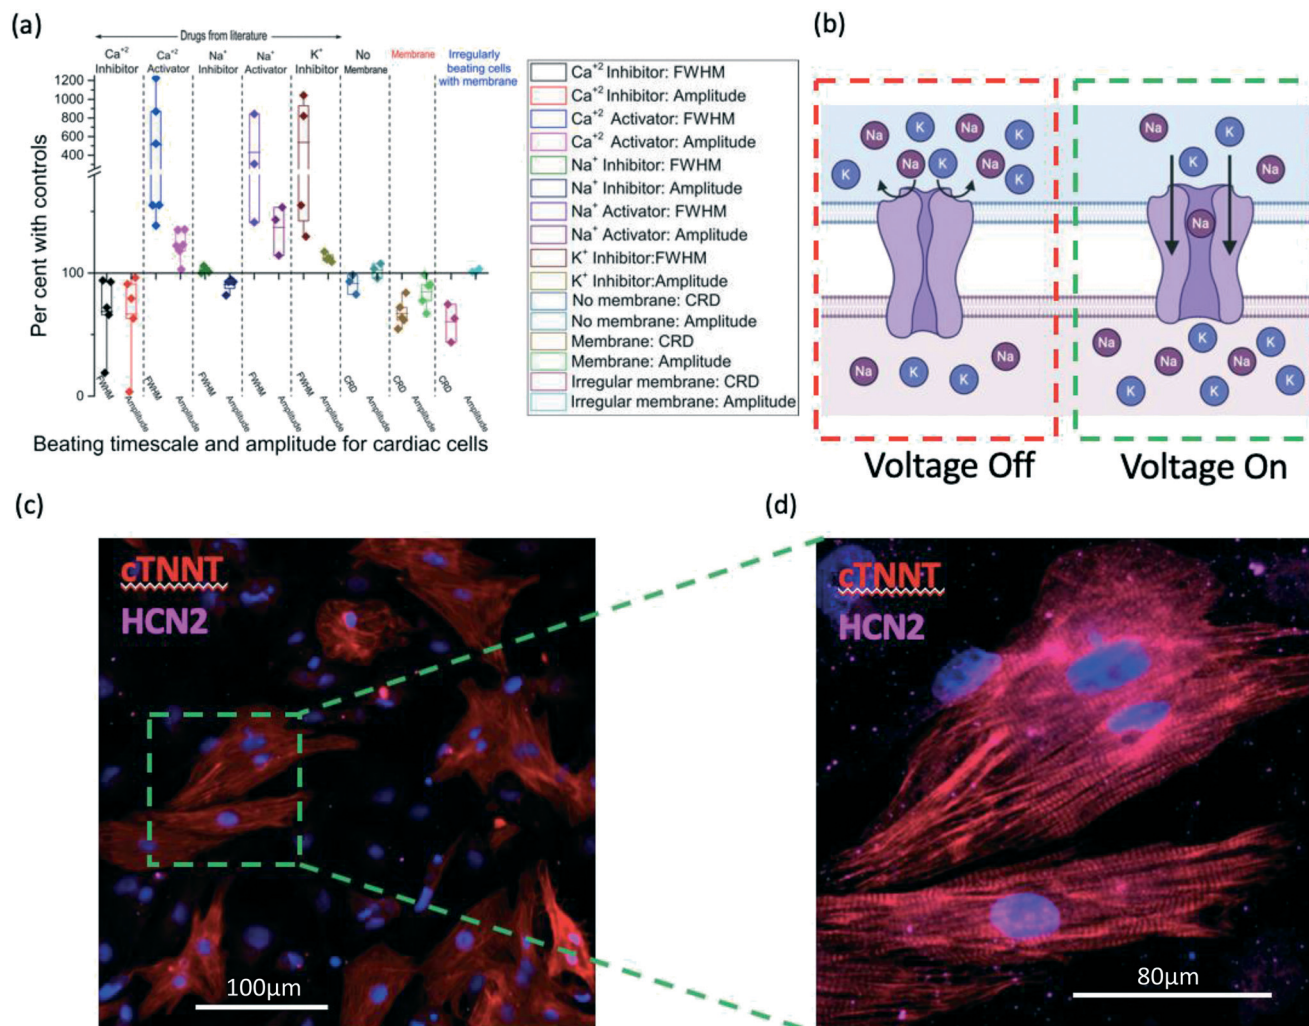 (a)
Drugs from literature
Ca+2 Inhibitor
Ca+2 Activator
Na+ Inhibitor
Na+ Activator
K+ Inhibitor
No Membrane
Membrane
Irregularly beating cells with membrane
Per cent with controls
1200
1000
800
600
400
100
0
FWHM
Amplitude
FWHM
Amplitude
FWHM
Amplitude
FWHM
Amplitude
FWHM
Amplitude
CRD
Amplitude
CRD
Amplitude
CRD
Amplitude
Beating timescale and amplitude for cardiac cells
Ca+2 Inhibitor: FWHM
Ca+2 Inhibitor: Amplitude
Ca+2 Activator: FWHM
Ca+2 Activator: Amplitude
Na+ Inhibitor: FWHM
Na+ Inhibitor: Amplitude
Na+ Activator: FWHM
Na+ Activator: Amplitude
K+ Inhibitor:FWHM
K+ Inhibitor:Amplitude
No membrane: CRD
No membrane: Amplitude
Membrane: CRD
Membrane: Amplitude
Irregular membrane: CRD
Irregular membrane: Amplitude
(b)
Na K Na K
K Na K Na K
Na K Na
Na K
K Na
Na
Na K Na K
K K K
Voltage Off
Voltage On
(c)
cTNNT
HCN2
100µm
(d)
cTNNT
HCN2
80µm